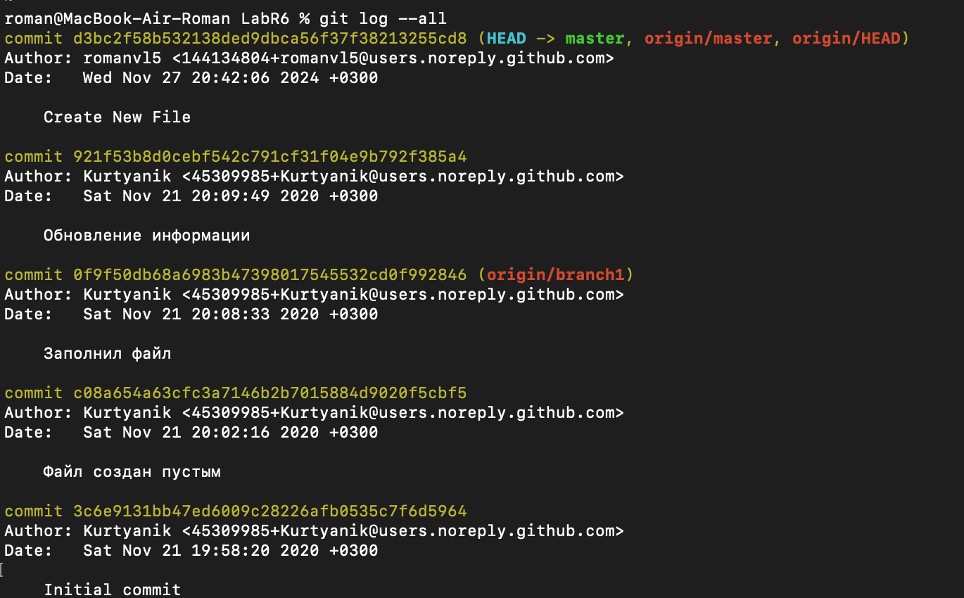 roman@MacBook-Air-Roman LabR6 % git log --all
commit d3bc2f58b532138ded9dbca56f37f38213255cd8 (HEAD -> master, origin/master, origin/HEAD)
Author: romanvl5 <144134804+romanvl5@users.noreply.github.com>
Date:   Wed Nov 27 20:42:06 2024 +0300
Create New File
commit 921f53b8d0cebf542c791cf31f04e9b792f385a4
Author: Kurtyanik <45309985+Kurtyanik@users.noreply.github.com>
Date:   Sat Nov 21 20:09:49 2020 +0300
Обновление информации
commit 0f9f50db68a6983b47398017545532cd0f992846 (origin/branch1)
Author: Kurtyanik <45309985+Kurtyanik@users.noreply.github.com>
Date:   Sat Nov 21 20:08:33 2020 +0300
Заполнил файл
commit c08a654a63cfc3a7146b2b7015884d9020f5cbf5
Author: Kurtyanik <45309985+Kurtyanik@users.noreply.github.com>
Date:   Sat Nov 21 20:02:16 2020 +0300
Файл создан пустым
commit 3c6e9131bb47ed6009c28226afb0535c7f6d5964
Author: Kurtyanik <45309985+Kurtyanik@users.noreply.github.com>
Date:   Sat Nov 21 19:58:20 2020 +0300
Initial commit